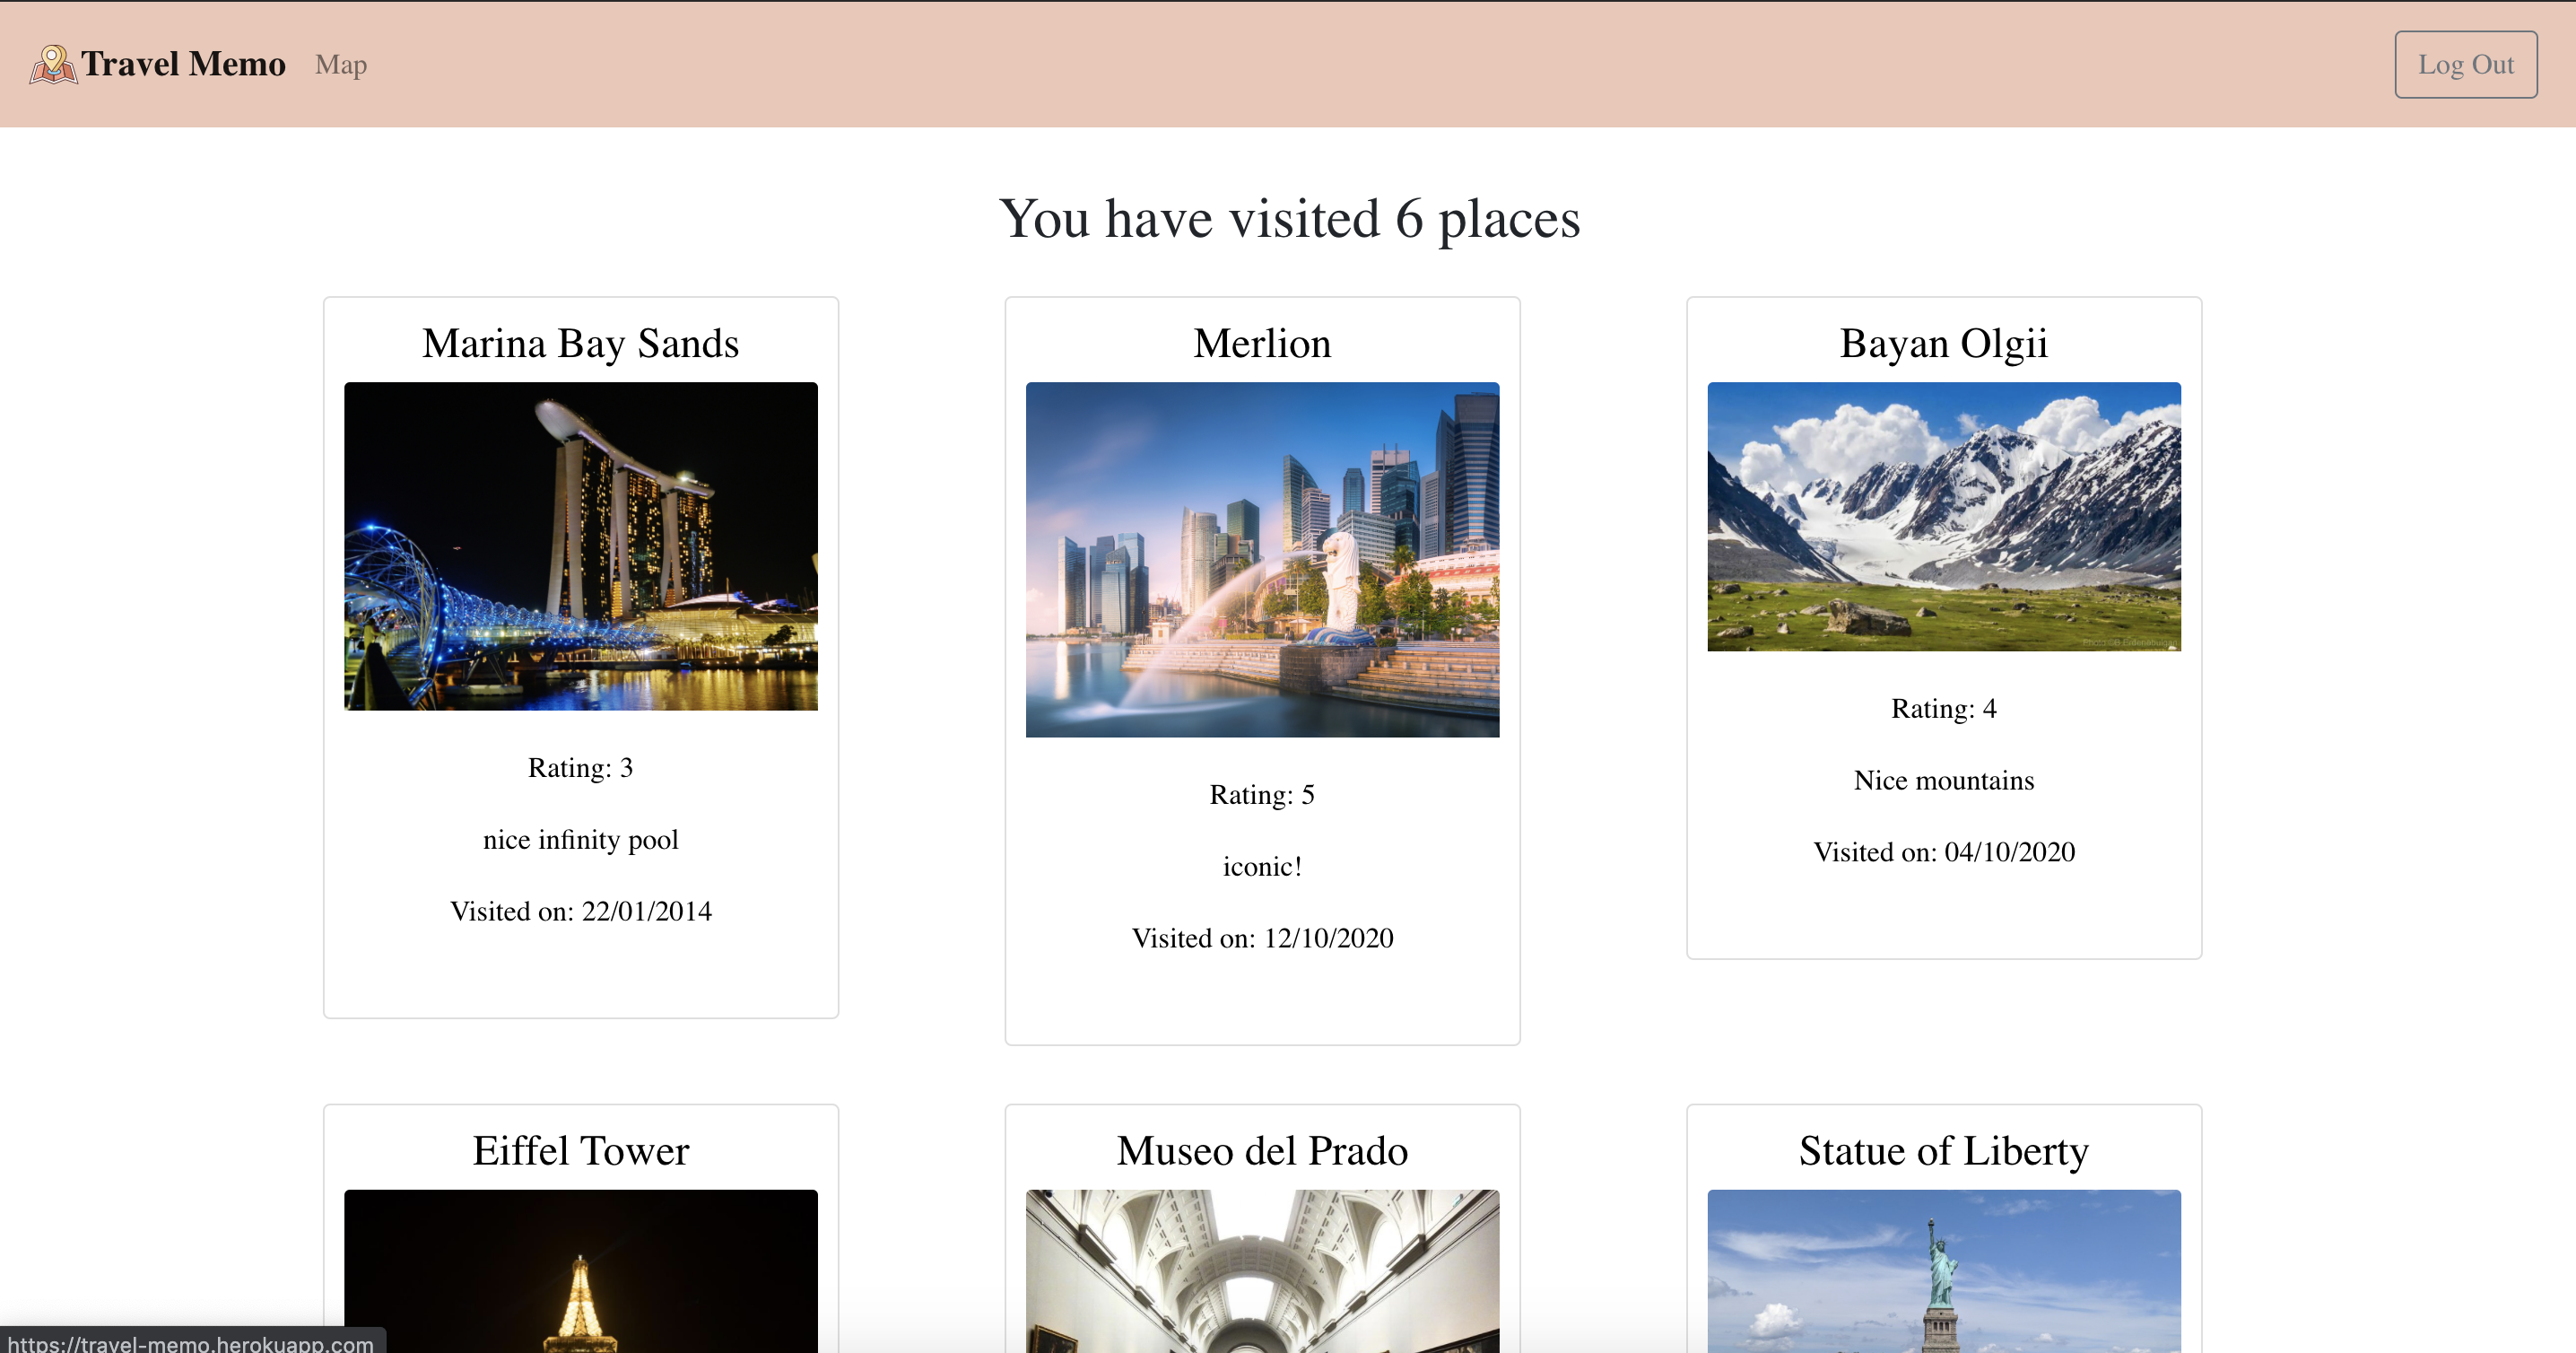 Travel Memo Map Log Out
You have visited 6 places
Marina Bay Sands
Rating: 3
nice infinity pool
Visited on: 22/01/2014
Merlion
Rating: 5
iconic!
Visited on: 12/10/2020
Bayan Olgii
Rating: 4
Nice mountains
Visited on: 04/10/2020
Eiffel Tower
Museo del Prado
Statue of Liberty
https://travel-memo.herokuapp.com